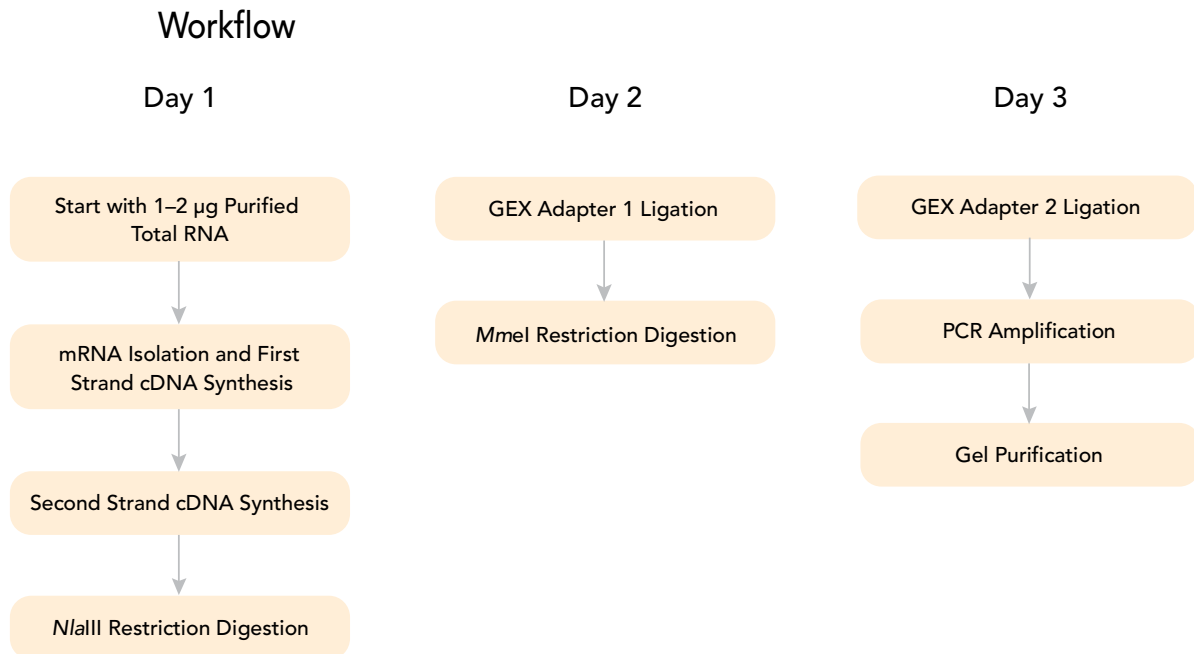 Workflow
Day 1
Start with 1–2 µg Purified
Total RNA
mRNA Isolation and First
Strand cDNA Synthesis
Second Strand cDNA Synthesis
NlaIII Restriction Digestion
Day 2
GEX Adapter 1 Ligation
MmeI Restriction Digestion
Day 3
GEX Adapter 2 Ligation
PCR Amplification
Gel Purification